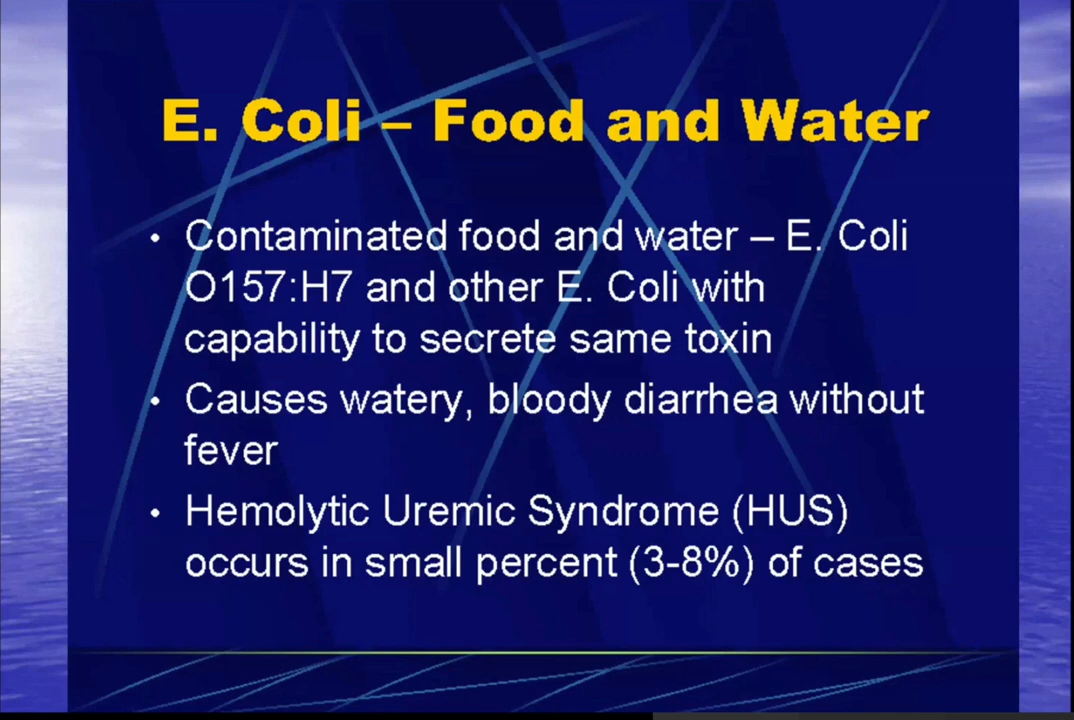 E. Coli – Food and Water
• Contaminated food and water – E. Coli
O157:H7 and other E. Coli with
capability to secrete same toxin
• Causes watery, bloody diarrhea without
fever
• Hemolytic Uremic Syndrome (HUS)
occurs in small percent (3-8%) of cases